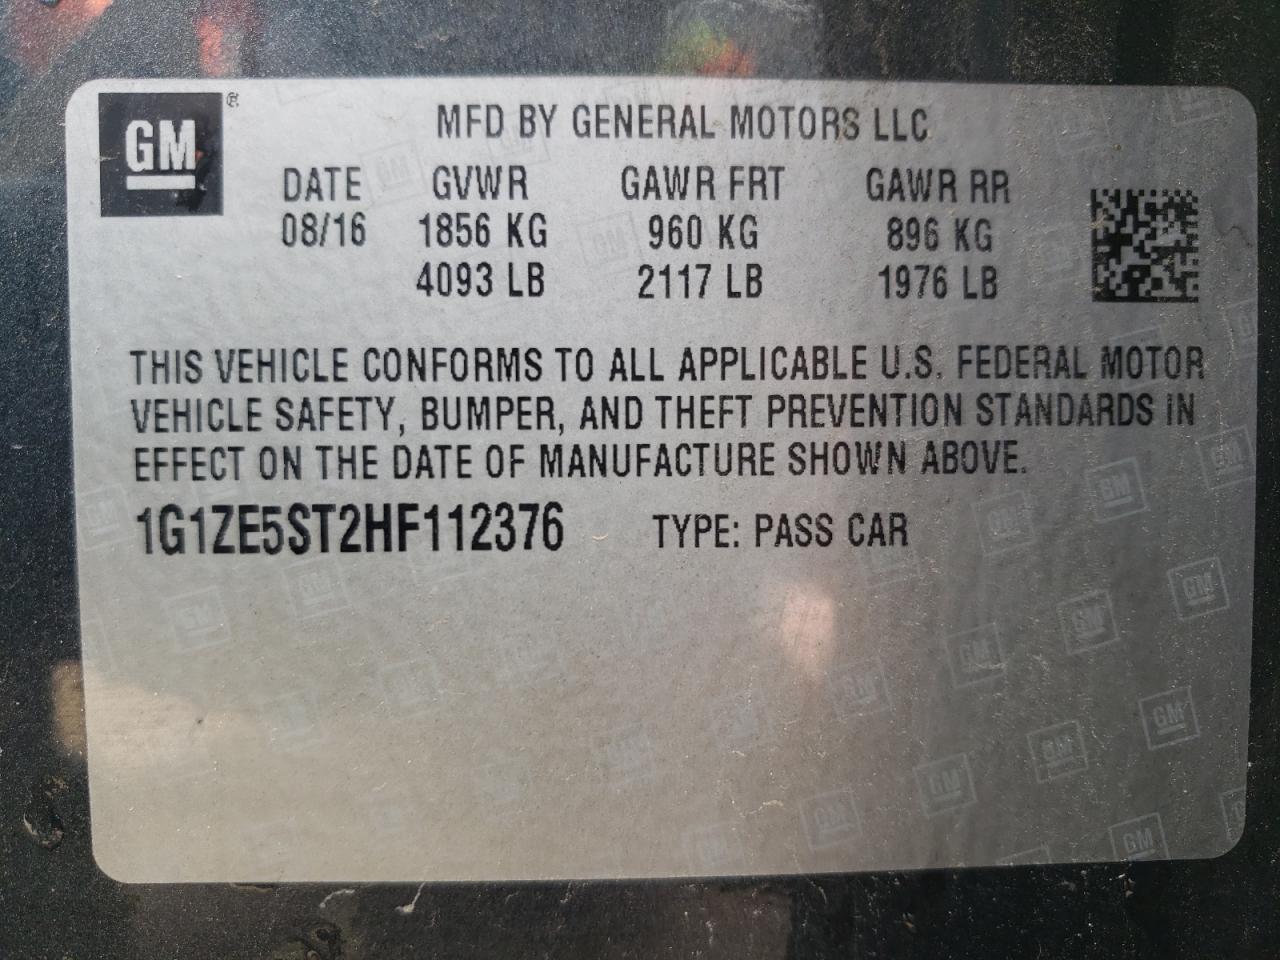 GM®
MFD BY GENERAL MOTORS LLC
DATE GVWR GAWR FRT GAWR RR
08/16 1856 KG 960 KG 896 KG
4093 LB 2117 LB 1976 LB
THIS VEHICLE CONFORMS TO ALL APPLICABLE U.S. FEDERAL MOTOR
VEHICLE SAFETY, BUMPER, AND THEFT PREVENTION STANDARDS IN
EFFECT ON THE DATE OF MANUFACTURE SHOWN ABOVE.
1G1ZE5ST2HF112376 TYPE: PASS CAR